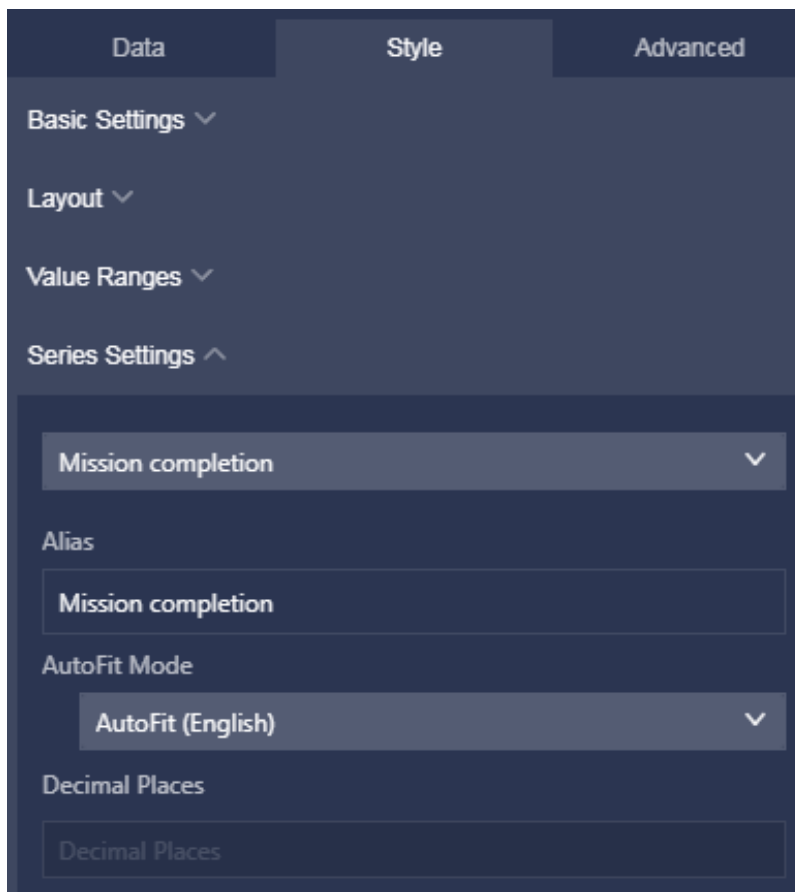 Data Style Advanced
Basic Settings
Layout
Value Ranges
Series Settings
Mission completion
Alias
Mission completion
AutoFit Mode
AutoFit (English)
Decimal Places
Decimal Places